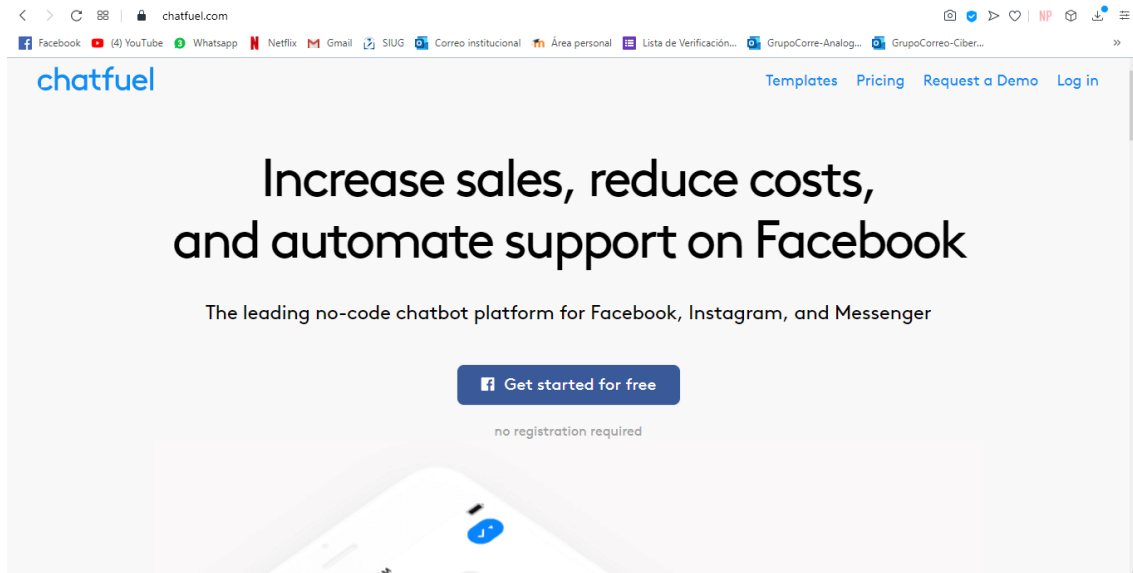 chatfuel.com
NP
Facebook (4) YouTube Whatsapp Netflix Gmail SIUG Correo institucional Área personal Lista de Verificación... GrupoCorre-Analog... GrupoCorreo-Ciber... »
chatfuel Templates Pricing Request a Demo Log in
Increase sales, reduce costs,
and automate support on Facebook
The leading no-code chatbot platform for Facebook, Instagram, and Messenger
Get started for free
no registration required